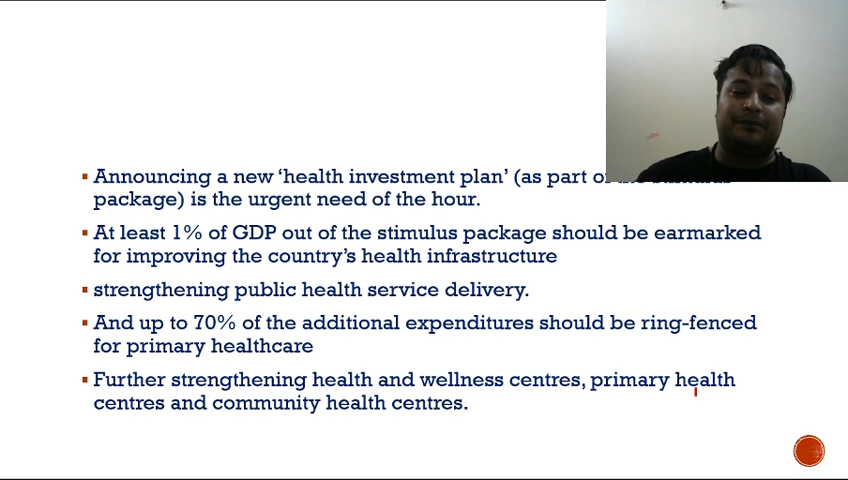 Announcing a new ‘health investment plan’ (as part of
package) is the urgent need of the hour.
At least 1% of GDP out of the stimulus package should be earmarked
for improving the country’s health infrastructure
strengthening public health service delivery.
And up to 70% of the additional expenditures should be ring-fenced
for primary healthcare
Further strengthening health and wellness centres, primary health
centres and community health centres.